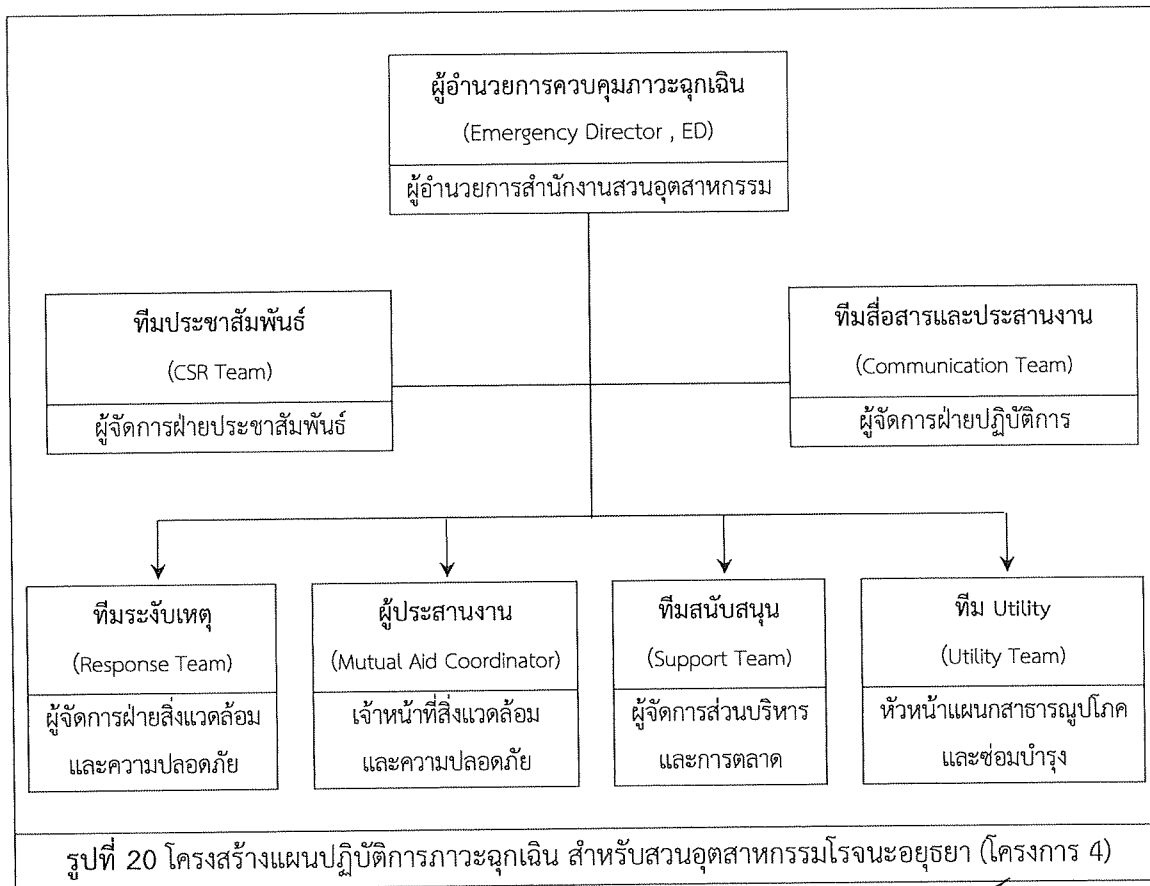 ผู้อำนวยการควบคุมภาวะฉุกเฉิน
(Emergency Director , ED)
ผู้อำนวยการสำนักงานสวนอุตสาหกรรม
ทีมประชาสัมพันธ์
(CSR Team)
ผู้จัดการฝ่ายประชาสัมพันธ์
ทีมสื่อสารและประสานงาน
(Communication Team)
ผู้จัดการฝ่ายปฏิบัติการ
ทีมระงับเหตุ
(Response Team)
ผู้จัดการฝ่ายสิ่งแวดล้อม
และความปลอดภัย
ผู้ประสานงาน
(Mutual Aid Coordinator)
เจ้าหน้าที่สิ่งแวดล้อม
และความปลอดภัย
ทีมสนับสนุน
(Support Team)
ผู้จัดการส่วนบริหาร
และการตลาด
ทีม Utility
(Utility Team)
หัวหน้าแผนกสาธารณูปโภค
และซ่อมบำรุง
รูปที่ 20 โครงสร้างแผนปฏิบัติการภาวะฉุกเฉิน สำหรับสวนอุตสาหกรรมโรจนะอยุธยา (โครงการ 4)